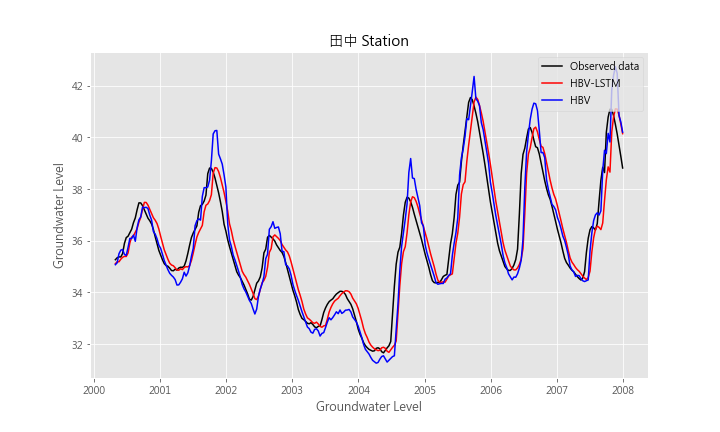 田中 Station
Observed data
HBV-LSTM
HBV
Groundwater Level
42
40
38
36
34
32
2000
2001
2002
2003
2004
2005
2006
2007
2008
Groundwater Level